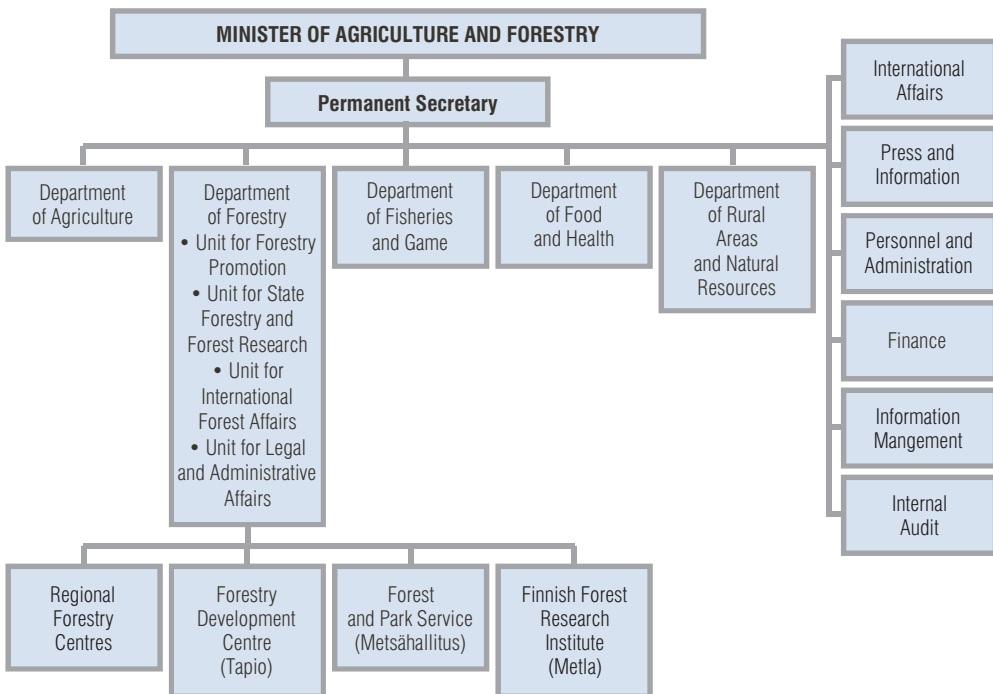 MINISTER OF AGRICULTURE AND FORESTRY
Permanent Secretary
Department
of Agriculture
Department
of Forestry
• Unit for Forestry
Promotion
• Unit for State
Forestry and
Forest Research
• Unit for
International
Forest Affairs
• Unit for Legal
and Administrative
Affairs
Department
of Fisheries
and Game
Department
of Food
and Health
Department
of Rural
Areas
and Natural
Resources
International
Affairs
Press and
Information
Personnel and
Administration
Finance
Information
Mangement
Internal
Audit
Regional
Forestry
Centres
Forestry
Development
Centre
(Tapio)
Forest
and Park Service
(Metsähallitus)
Finnish Forest
Research
Institute
(Metla)